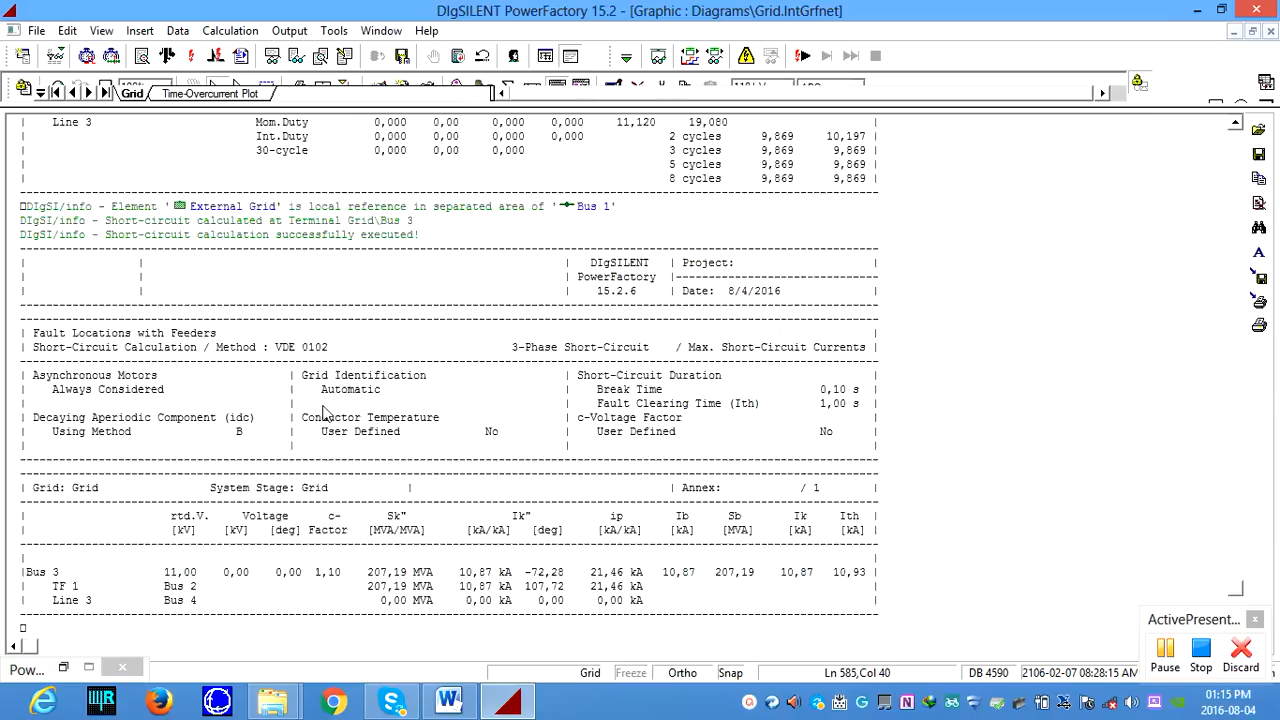 DIgSILENT PowerFactory 15.2 - [Graphic : Diagrams\Grid.IntGrfnet]
File Edit View Insert Data Calculation Output Tools Window Help
Grid Time-Overcurrent Plot
Line 3 Mom.Duty 0,000 0,00 0,000 0,000 11,120 19,080
Int.Duty 0,000 0,00 0,000 0,000 2 cycles 9,869 10,197
30-cycle 0,000 0,00 0,000 3 cycles 9,869 9,869
5 cycles 9,869 9,869
8 cycles 9,869 9,869
DIgSI/info - Element ' External Grid' is local reference in separated area of ' Bus 1'
DIgSI/info - Short-circuit calculated at Terminal Grid\Bus 3
DIgSI/info - Short-circuit calculation successfully executed!
DIgSILENT Project:
PowerFactory
15.2.6 Date: 8/4/2016
Fault Locations with Feeders
Short-Circuit Calculation / Method : VDE 0102 3-Phase Short-Circuit / Max. Short-Circuit Currents
Asynchronous Motors Grid Identification Short-Circuit Duration
Always Considered Automatic Break Time 0,10 s
Fault Clearing Time (Ith) 1,00 s
Decaying Aperiodic Component (idc) Conductor Temperature c-Voltage Factor
Using Method B User Defined No User Defined No
Grid: Grid System Stage: Grid Annex: / 1
rtd.V. Voltage c- Sk" Ik" ip Ib Sb Ik Ith
[kV] [kV] [deg] Factor [MVA/MVA] [kA/kA] [deg] [kA/kA] [kA] [MVA] [kA] [kA]
Bus 3 11,00 0,00 0,00 1,10 207,19 MVA 10,87 kA -72,28 21,46 kA 10,87 207,19 10,87 10,93
TF 1 Bus 2 207,19 MVA 10,87 kA 107,72 21,46 kA
Line 3 Bus 4 0,00 MVA 0,00 kA 0,00 0,00 kA
ActivePresent...
Pause Stop Discard
Pow...
Grid Freeze Ortho Snap Ln 585,Col 40 DB 4590 2106-02-07 08:28:15 AM
01:15 PM
2016-08-04